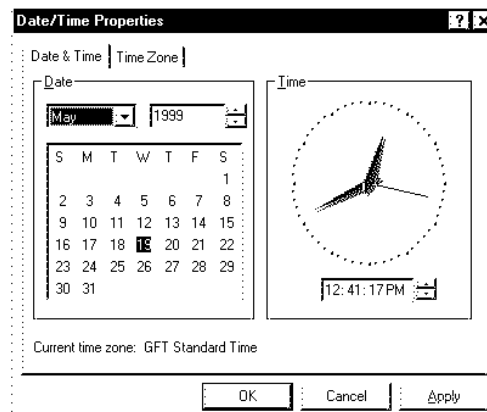 Date/Time Properties
? X
Date & Time Time Zone
Date
May 1999
S M T W T F S
1
2 3 4 5 6 7 8
9 10 11 12 13 14 15
16 17 18 19 20 21 22
23 24 25 26 27 28 29
30 31
Time
12:41:17 PM
Current time zone: GFT Standard Time
OK Cancel Apply